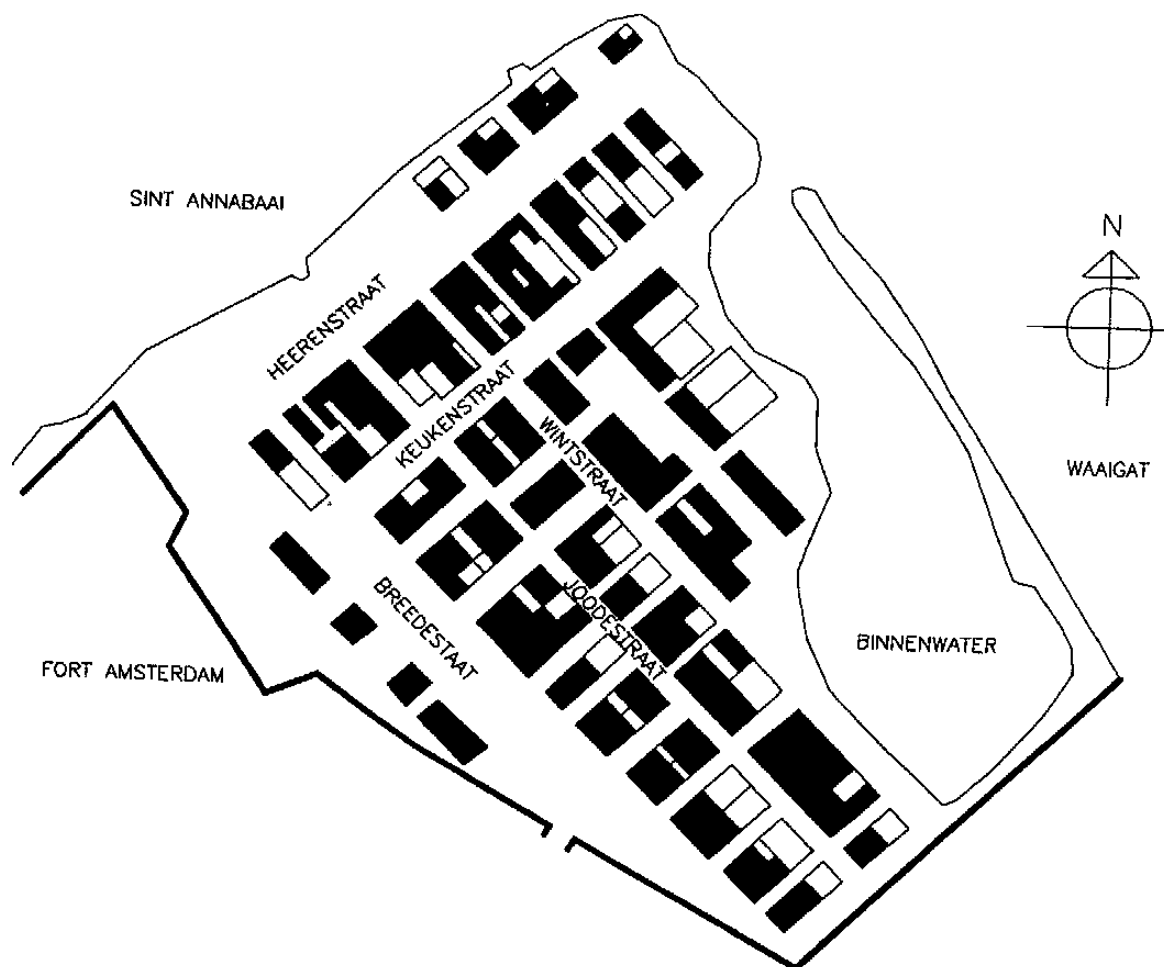 SINT ANNABAAI
N
HEERENSTRAAT
KEUKENSTRAAT
WINTSTRAAT
WAAIGAT
BREEDESTAAT
JOODESTRAAT
BINNENWATER
FORT AMSTERDAM